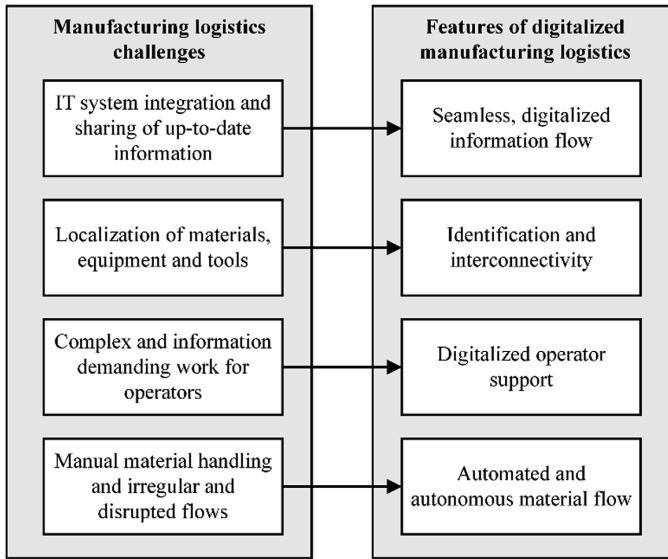 Manufacturing logistics
challenges
IT system integration and
sharing of up-to-date
information
Localization of materials,
equipment and tools
Complex and information
demanding work for
operators
Manual material handling
and irregular and
disrupted flows
Features of digitalized
manufacturing logistics
Seamless, digitalized
information flow
Identification and
interconnectivity
Digitalized operator
support
Automated and
autonomous material flow